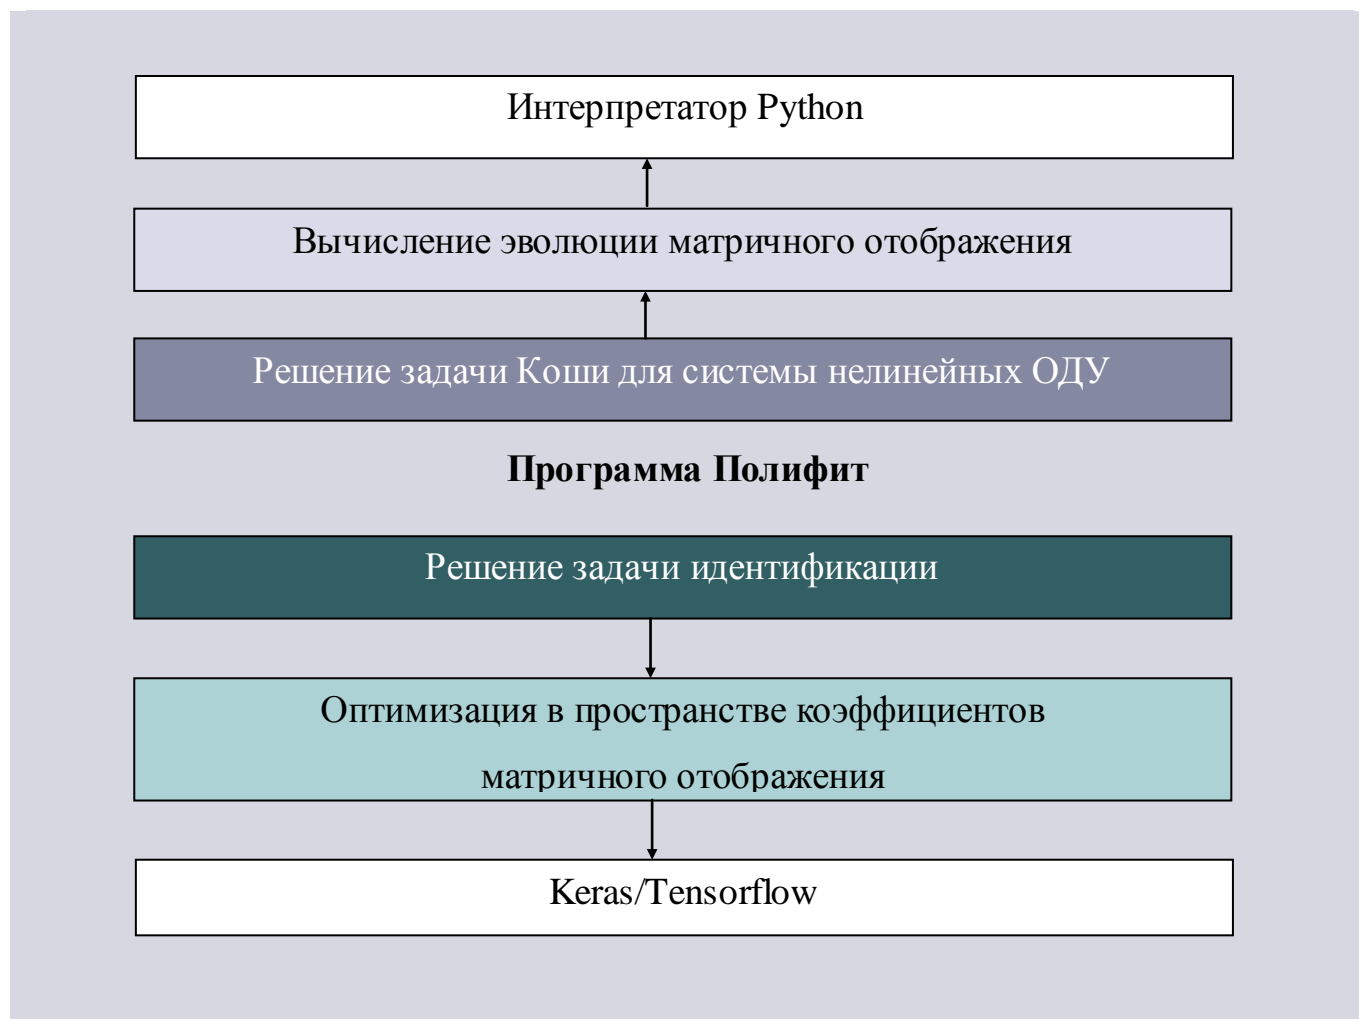 Интерпретатор Python
Вычисление эволюции матричного отображения
Решение задачи Коши для системы нелинейных ОДУ
Программа Полифит
Решение задачи идентификации
Оптимизация в пространстве коэффициентов
матричного отображения
Keras/Tensorflow